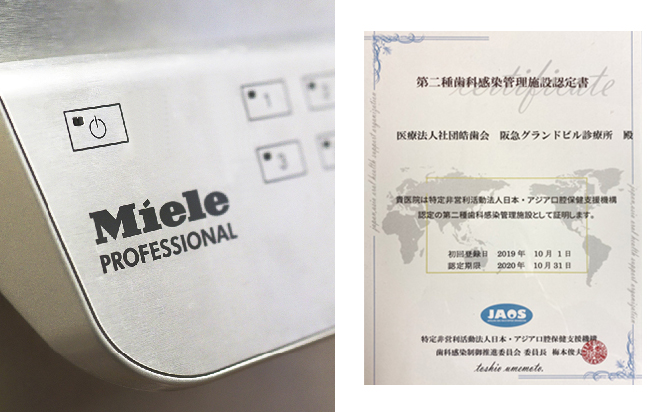 1
2
3
Miele
PROFESSIONAL
certificate
第二種歯科感染管理施設認定書
医療法人社団皓歯会 阪急グランドビル診療所 殿
貴医院は特定非営利活動法人日本・アジア口腔保健支援機構
認定の第二種歯科感染管理施設として証明します。
初回登録日 2019年 10月 1日
認定期限 2020年 10月31日
JAOS
特定非営利活動法人日本・アジア口腔保健支援機構
歯科感染制御推進委員会 委員長 梅本俊夫
toshio umemoto.